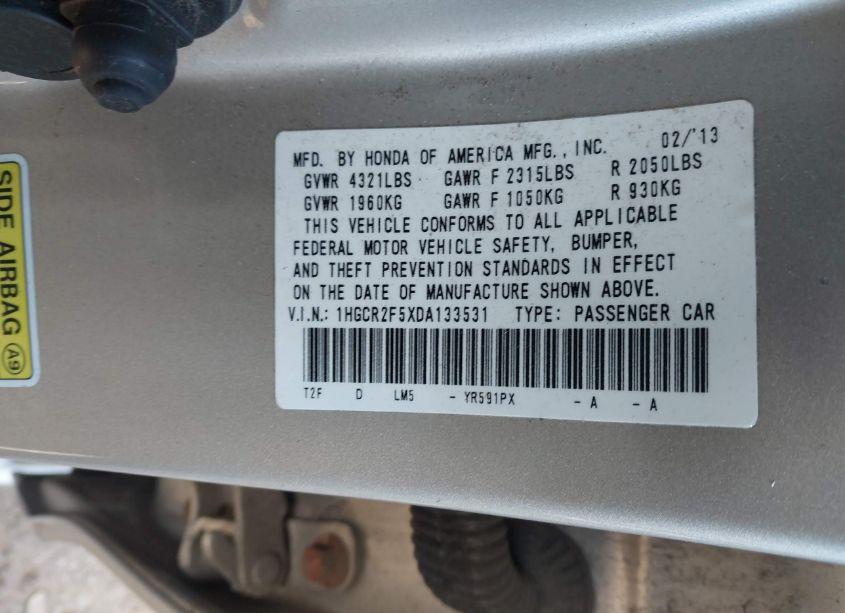 SIDE AIRBAG
A9
MFD. BY HONDA OF AMERICA MFG., INC. 02/'13
GVWR 4321LBS GAWR F 2315LBS R 2050LBS
GVWR 1960KG GAWR F 1050KG R 930KG
THIS VEHICLE CONFORMS TO ALL APPLICABLE
FEDERAL MOTOR VEHICLE SAFETY, BUMPER,
AND THEFT PREVENTION STANDARDS IN EFFECT
ON THE DATE OF MANUFACTURE SHOWN ABOVE.
V.I.N.: 1HGCR2F5XDA133531 TYPE: PASSENGER CAR
T2F D LM5 - YR591PX - A - A